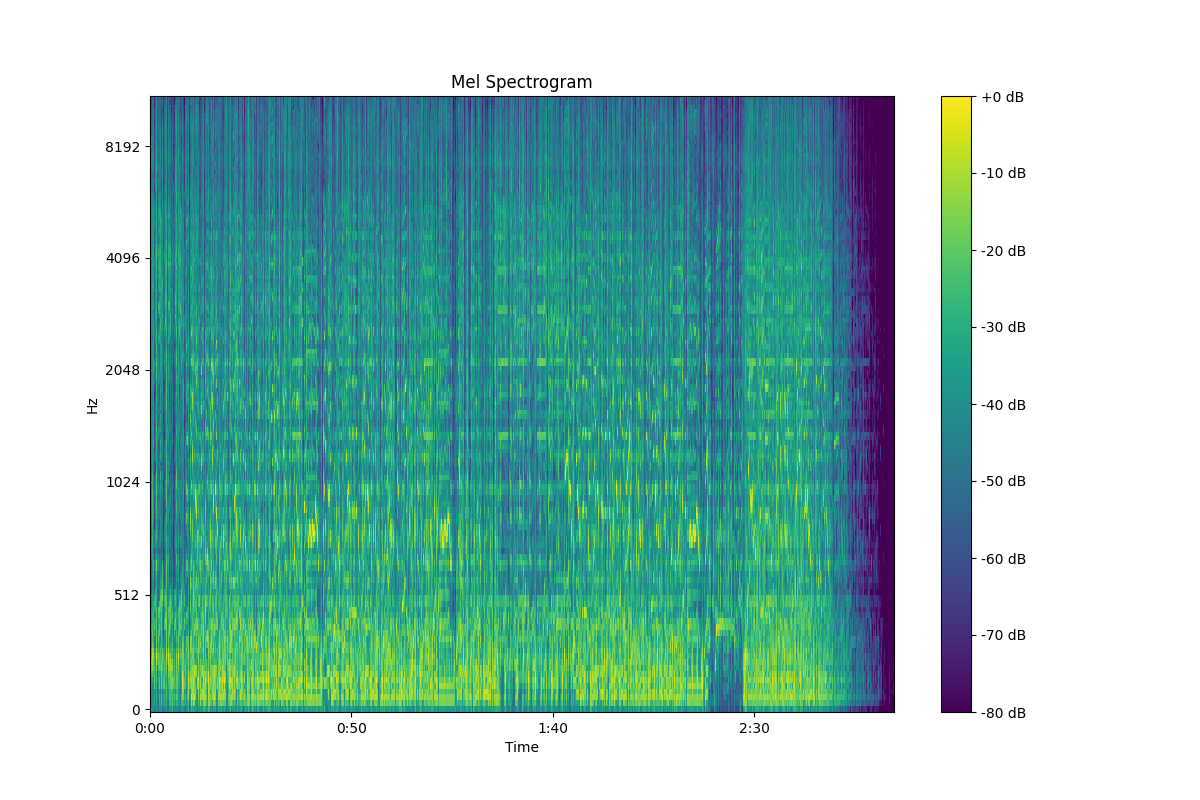 Mel Spectrogram
Hz
8192
4096
2048
1024
512
0
0:00
0:50
1:40
2:30
Time
+0 dB
-10 dB
-20 dB
-30 dB
-40 dB
-50 dB
-60 dB
-70 dB
-80 dB